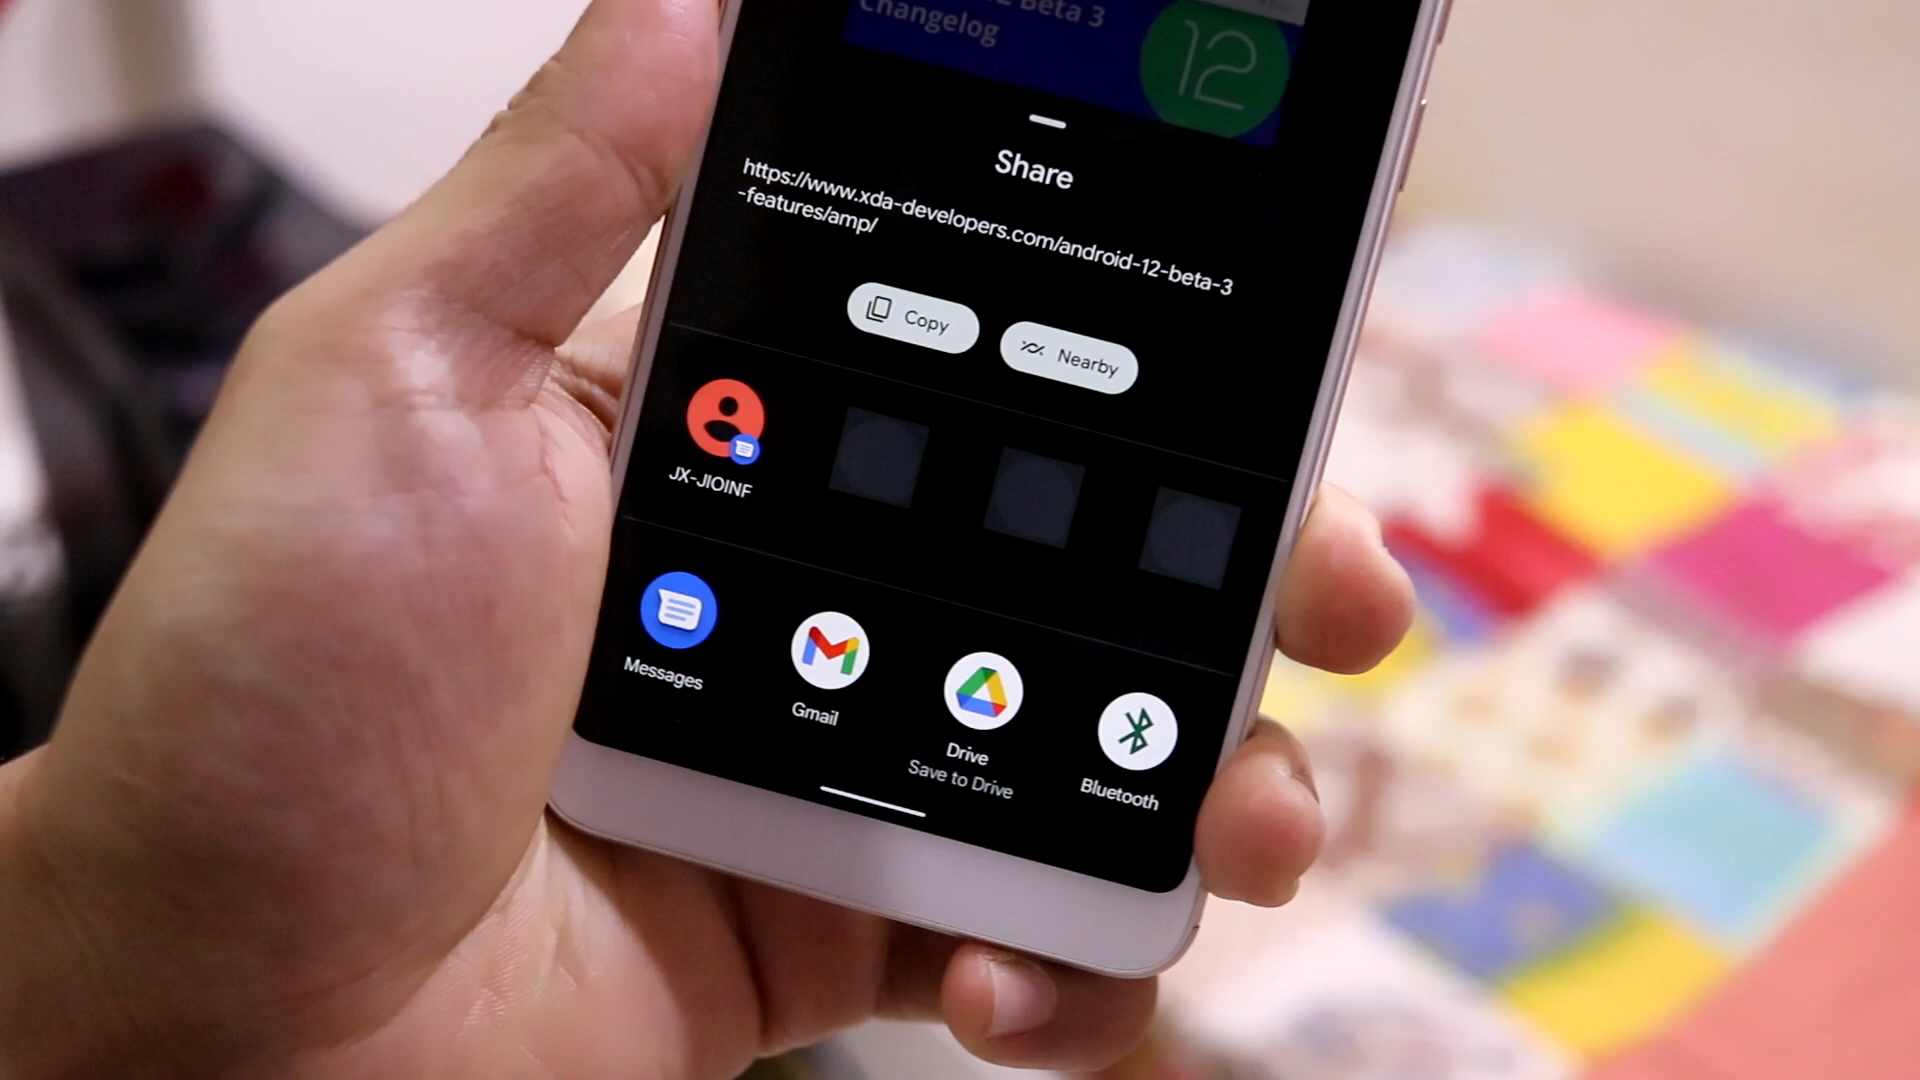 Beta 3
Changelog
12
Share
https://www.xda-developers.com/android-12-beta-3
-features/amp/
Copy
Nearby
JX-JIOINF
Messages
Gmail
Drive
Save to Drive
Bluetooth